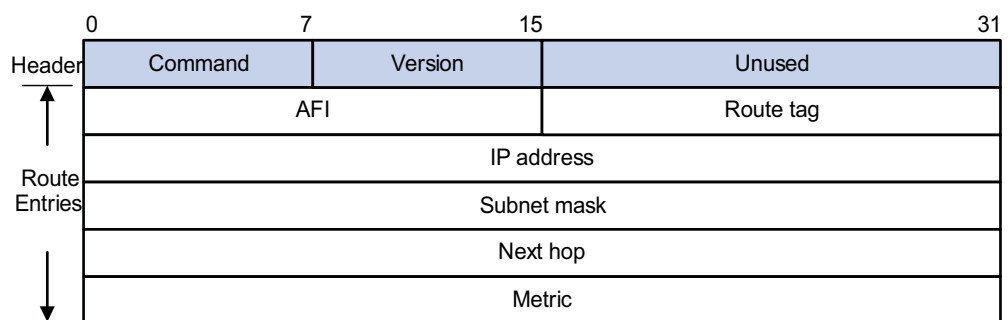 0 7 15 31
Header Command Version Unused
AFI Route tag
IP address
Route
Entries
Subnet mask
Next hop
Metric